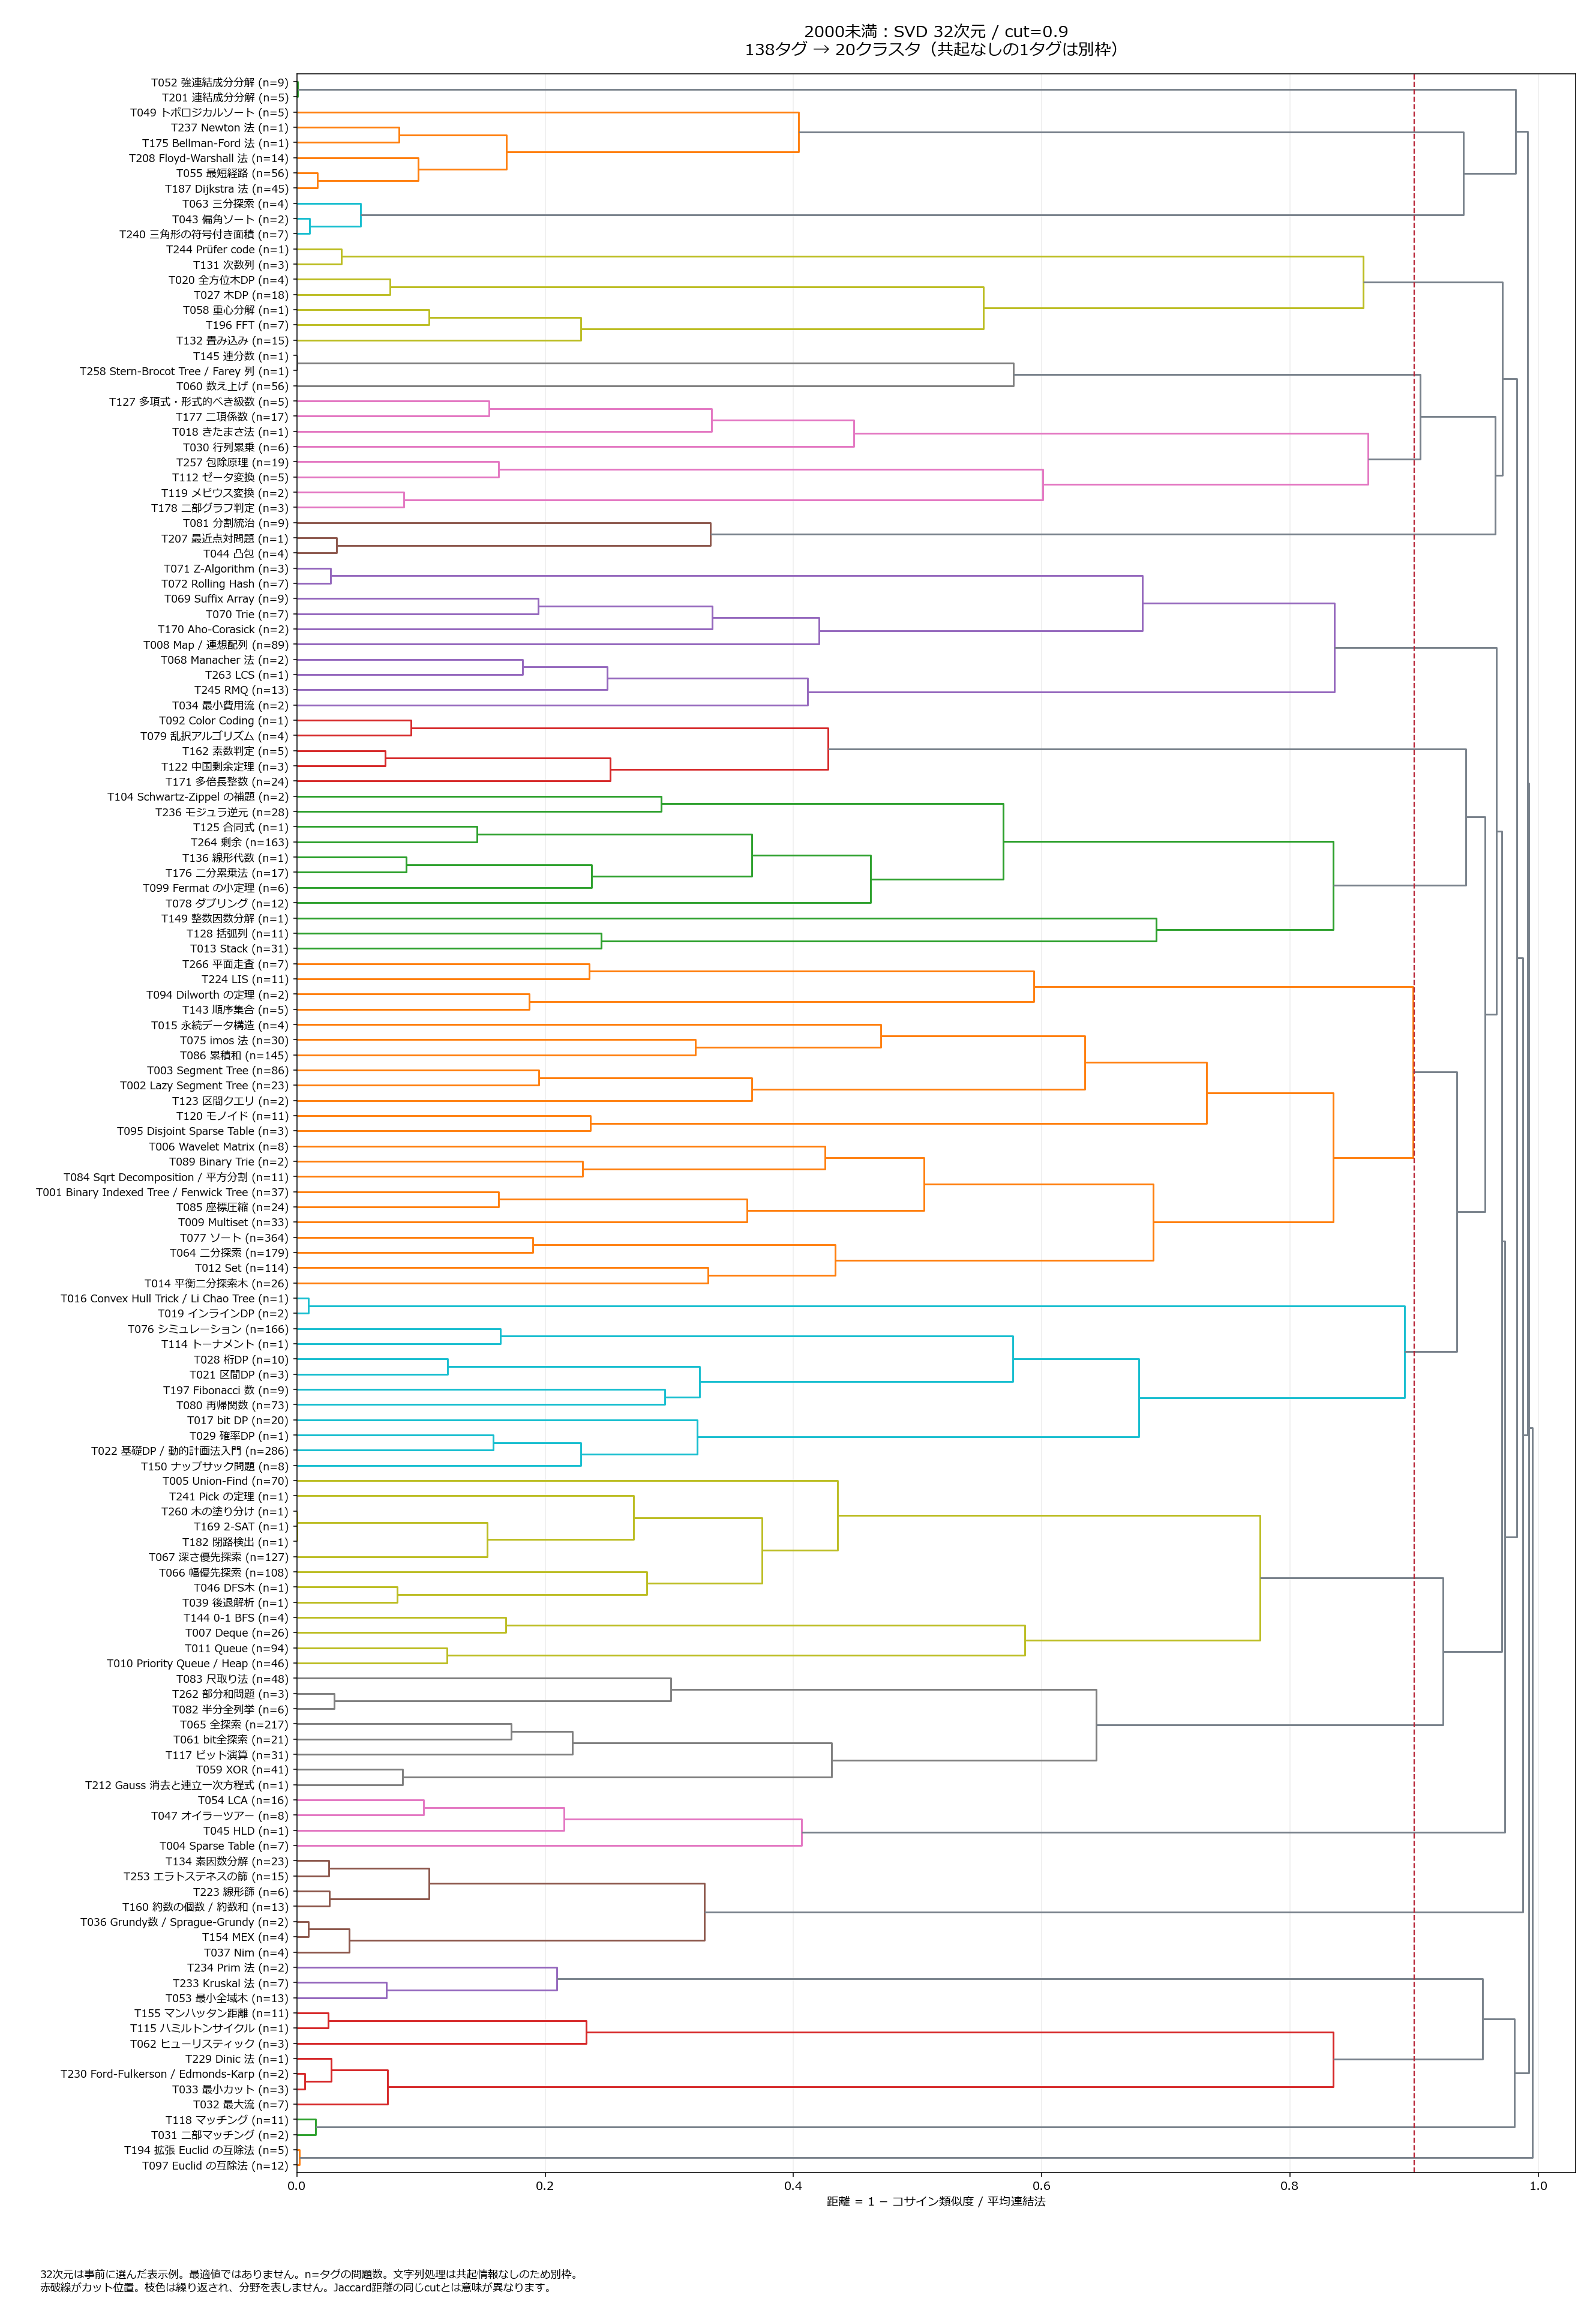 2000未満：SVD 32次元 / cut=0.9
138タグ → 20クラスタ（共起なしの1タグは別枠）
T052 強連結成分分解 (n=9)
T201 連結成分分解 (n=5)
T049 トポロジカルソート (n=5)
T237 Newton 法 (n=1)
T175 Bellman-Ford 法 (n=1)
T208 Floyd-Warshall 法 (n=14)
T055 最短経路 (n=56)
T187 Dijkstra 法 (n=45)
T063 三分探索 (n=4)
T043 偏角ソート (n=2)
T240 三角形の符号付き面積 (n=7)
T244 Prüfer code (n=1)
T131 次数列 (n=3)
T020 全方位木DP (n=4)
T027 木DP (n=18)
T058 重心分解 (n=1)
T196 FFT (n=7)
T132 畳み込み (n=15)
T145 連分数 (n=1)
T258 Stern-Brocot Tree / Farey 列 (n=1)
T060 数え上げ (n=56)
T127 多項式・形式的べき級数 (n=5)
T177 二項係数 (n=17)
T018 きたまさ法 (n=1)
T030 行列累乗 (n=6)
T257 包除原理 (n=19)
T112 ゼータ変換 (n=5)
T119 メビウス変換 (n=2)
T178 二部グラフ判定 (n=3)
T081 分割統治 (n=9)
T207 最近点対問題 (n=1)
T044 凸包 (n=4)
T071 Z-Algorithm (n=3)
T072 Rolling Hash (n=7)
T069 Suffix Array (n=9)
T070 Trie (n=7)
T170 Aho-Corasick (n=2)
T008 Map / 連想配列 (n=89)
T068 Manacher 法 (n=2)
T263 LCS (n=1)
T245 RMQ (n=13)
T034 最小費用流 (n=2)
T092 Color Coding (n=1)
T079 乱択アルゴリズム (n=4)
T162 素数判定 (n=5)
T122 中国剰余定理 (n=3)
T171 多倍長整数 (n=24)
T104 Schwartz-Zippel の補題 (n=2)
T236 モジュラ逆元 (n=28)
T125 合同式 (n=1)
T264 剰余 (n=163)
T136 線形代数 (n=1)
T176 二分累乗法 (n=17)
T099 Fermat の小定理 (n=6)
T078 ダブリング (n=12)
T149 整数因数分解 (n=1)
T128 括弧列 (n=11)
T013 Stack (n=31)
T266 平面走査 (n=7)
T224 LIS (n=11)
T094 Dilworth の定理 (n=2)
T143 順序集合 (n=5)
T015 永続データ構造 (n=4)
T075 imos 法 (n=30)
T086 累積和 (n=145)
T003 Segment Tree (n=86)
T002 Lazy Segment Tree (n=23)
T123 区間クエリ (n=2)
T120 モノイド (n=11)
T095 Disjoint Sparse Table (n=3)
T006 Wavelet Matrix (n=8)
T089 Binary Trie (n=2)
T084 Sqrt Decomposition / 平方分割 (n=11)
T001 Binary Indexed Tree / Fenwick Tree (n=37)
T085 座標圧縮 (n=24)
T009 Multiset (n=33)
T077 ソート (n=364)
T064 二分探索 (n=179)
T012 Set (n=114)
T014 平衡二分探索木 (n=26)
T016 Convex Hull Trick / Li Chao Tree (n=1)
T019 インラインDP (n=2)
T076 シミュレーション (n=166)
T114 トーナメント (n=1)
T028 桁DP (n=10)
T021 区間DP (n=3)
T197 Fibonacci 数 (n=9)
T080 再帰関数 (n=73)
T017 bit DP (n=20)
T029 確率DP (n=1)
T022 基礎DP / 動的計画法入門 (n=286)
T150 ナップサック問題 (n=8)
T005 Union-Find (n=70)
T241 Pick の定理 (n=1)
T260 木の塗り分け (n=1)
T169 2-SAT (n=1)
T182 閉路検出 (n=1)
T067 深さ優先探索 (n=127)
T066 幅優先探索 (n=108)
T046 DFS木 (n=1)
T039 後退解析 (n=1)
T144 0-1 BFS (n=4)
T007 Deque (n=26)
T011 Queue (n=94)
T010 Priority Queue / Heap (n=46)
T083 尺取り法 (n=48)
T262 部分和問題 (n=3)
T082 半分全列挙 (n=6)
T065 全探索 (n=217)
T061 bit全探索 (n=21)
T117 ビット演算 (n=31)
T059 XOR (n=41)
T212 Gauss 消去と連立一次方程式 (n=1)
T054 LCA (n=16)
T047 オイラーツアー (n=8)
T045 HLD (n=1)
T004 Sparse Table (n=7)
T134 素因数分解 (n=23)
T253 エラトステネスの篩 (n=15)
T223 線形篩 (n=6)
T160 約数の個数 / 約数和 (n=13)
T036 Grundy数 / Sprague-Grundy (n=2)
T154 MEX (n=4)
T037 Nim (n=4)
T234 Prim 法 (n=2)
T233 Kruskal 法 (n=7)
T053 最小全域木 (n=13)
T155 マンハッタン距離 (n=11)
T115 ハミルトンサイクル (n=1)
T062 ヒューリスティック (n=3)
T229 Dinic 法 (n=1)
T230 Ford-Fulkerson / Edmonds-Karp (n=2)
T033 最小カット (n=3)
T032 最大流 (n=7)
T118 マッチング (n=11)
T031 二部マッチング (n=2)
T194 拡張 Euclid の互除法 (n=5)
T097 Euclid の互除法 (n=12)
0.0 0.2 0.4 0.6 0.8 1.0
距離 = 1 − コサイン類似度 / 平均連結法
32次元は事前に選んだ表示例。最適値ではありません。n=タグの問題数。文字列処理は共起情報なしのため別枠。
赤破線がカット位置。枝色は繰り返され、分野を表しません。Jaccard距離の同じcutとは意味が異なります。